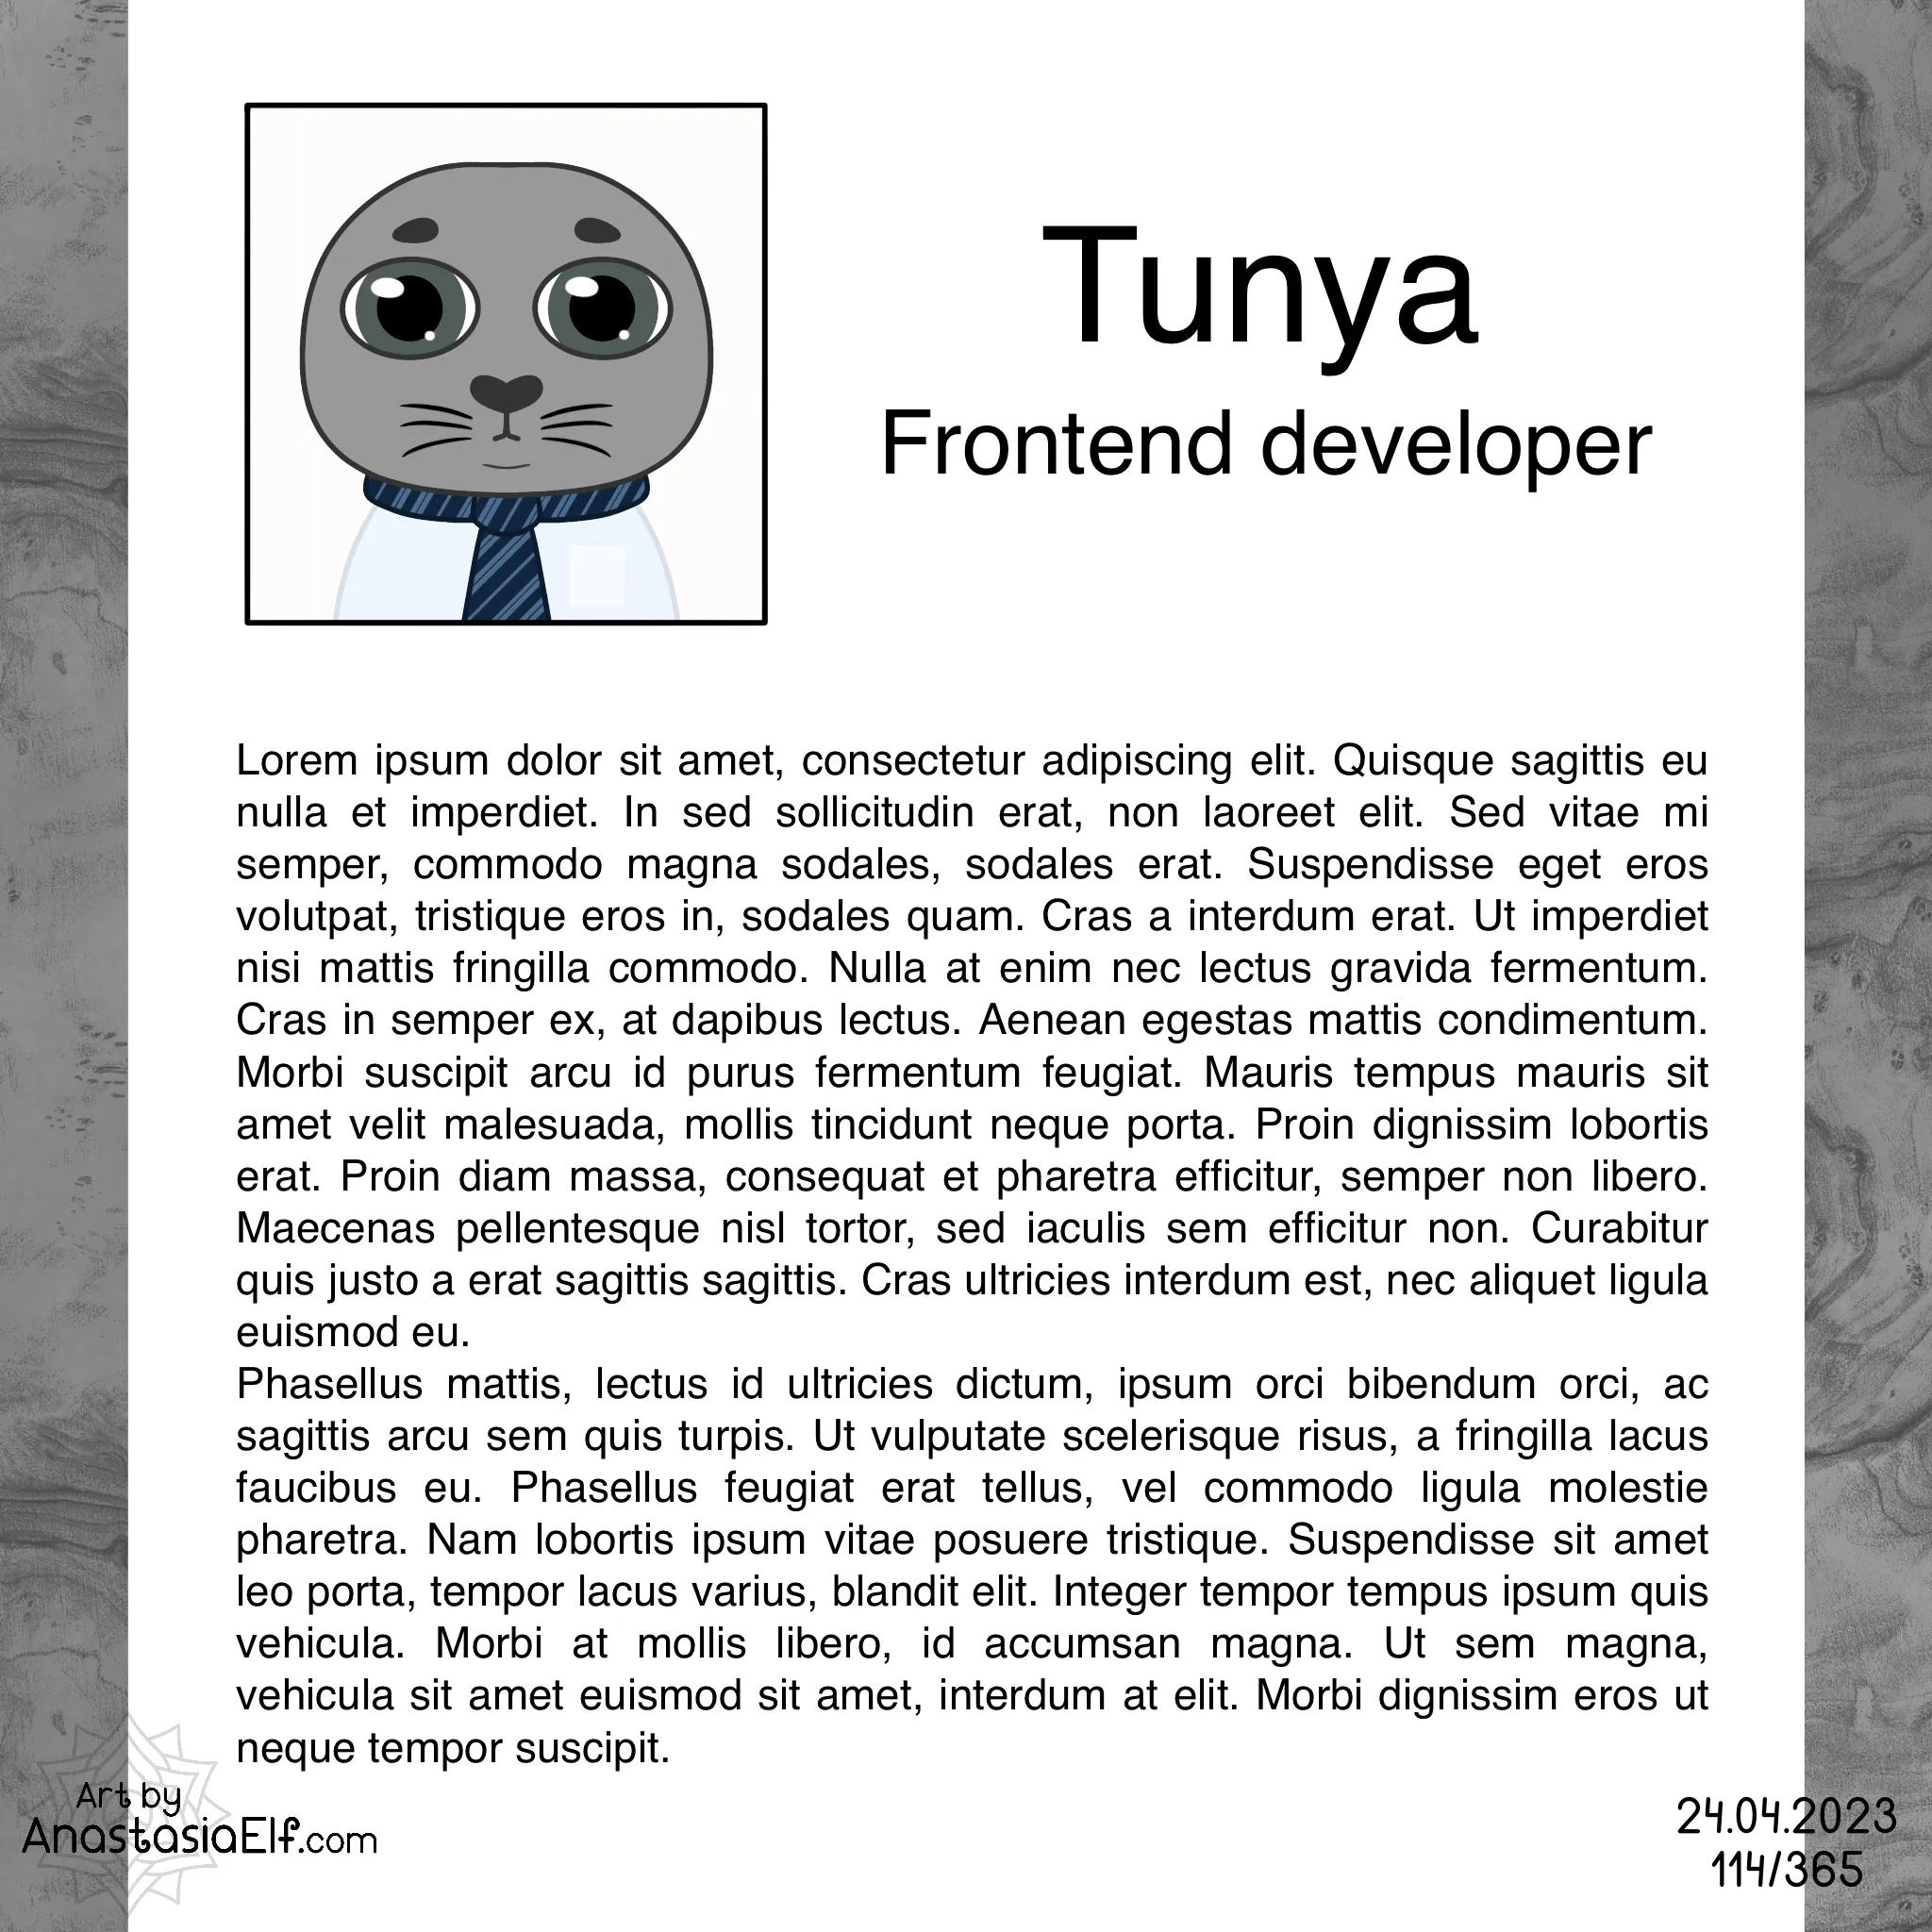 Tunya
Frontend developer
Lorem ipsum dolor sit amet, consectetur adipiscing elit. Quisque sagittis eu
nulla et imperdiet. In sed sollicitudin erat, non laoreet elit. Sed vitae mi
semper, commodo magna sodales, sodales erat. Suspendisse eget eros
volutpat, tristique eros in, sodales quam. Cras a interdum erat. Ut imperdiet
nisi mattis fringilla commodo. Nulla at enim nec lectus gravida fermentum.
Cras in semper ex, at dapibus lectus. Aenean egestas mattis condimentum.
Morbi suscipit arcu id purus fermentum feugiat. Mauris tempus mauris sit
amet velit malesuada, mollis tincidunt neque porta. Proin dignissim lobortis
erat. Proin diam massa, consequat et pharetra efficitur, semper non libero.
Maecenas pellentesque nisl tortor, sed iaculis sem efficitur non. Curabitur
quis justo a erat sagittis sagittis. Cras ultricies interdum est, nec aliquet ligula
euismod eu.
Phasellus mattis, lectus id ultricies dictum, ipsum orci bibendum orci, ac
sagittis arcu sem quis turpis. Ut vulputate scelerisque risus, a fringilla lacus
faucibus eu. Phasellus feugiat erat tellus, vel commodo ligula molestie
pharetra. Nam lobortis ipsum vitae posuere tristique. Suspendisse sit amet
leo porta, tempor lacus varius, blandit elit. Integer tempor tempus ipsum quis
vehicula. Morbi at mollis libero, id accumsan magna. Ut sem magna,
vehicula sit amet euismod sit amet, interdum at elit. Morbi dignissim eros ut
neque tempor suscipit.
Art by
AnastasiaElf.com
24.04.2023
114/365